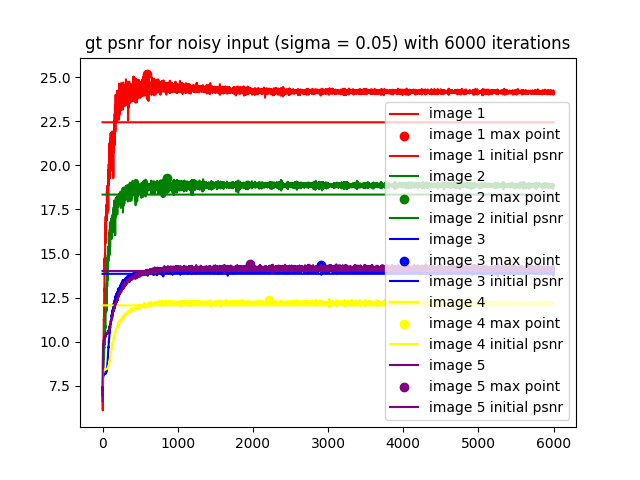 gt psnr for noisy input (sigma = 0.05) with 6000 iterations
25.0
22.5
20.0
17.5
15.0
12.5
10.0
7.5
image 1
image 1 max point
image 1 initial psnr
image 2
image 2 max point
image 2 initial psnr
image 3
image 3 max point
image 3 initial psnr
image 4
image 4 max point
image 4 initial psnr
image 5
image 5 max point
image 5 initial psnr
0 1000 2000 3000 4000 5000 6000